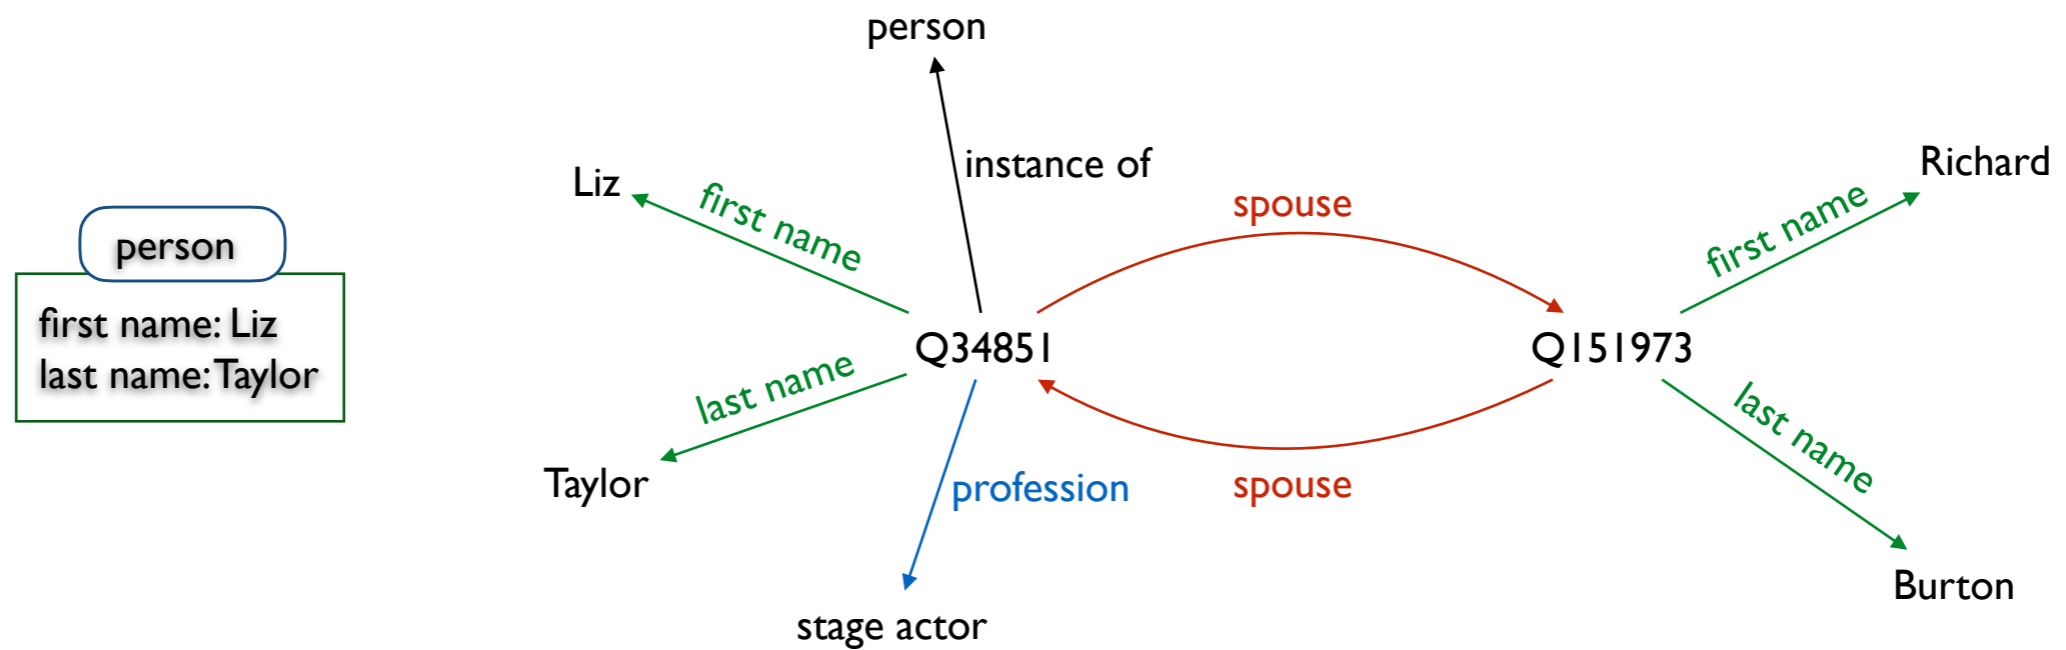 person
first name: Liz
last name: Taylor
person
instance of
Liz
first name
spouse
Richard
first name
Q34851
Q151973
last name
Taylor
profession
spouse
last name
Burton
stage actor